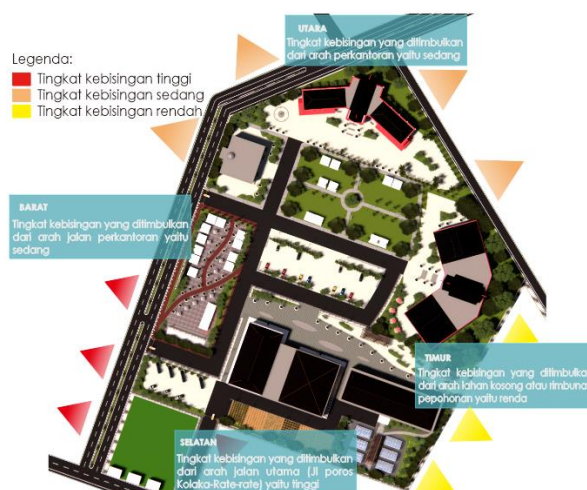 UTARA
Tingkat kebisingan yang ditimbulkan
dari arah perkantoran yaitu sedang
Legenda:
Tingkat kebisingan tinggi
Tingkat kebisingan sedang
Tingkat kebisingan rendah
BARAT
Tingkat kebisingan yang ditimbulkan
dari arah jalan perkantoran yaitu
sedang
TIMUR
Tingkat kebisingan yang ditimbulka
dari arah lahan kosong atau rimbuna
pepohonan yaitu renda
SELATAN
Tingkat kebisingan yang ditimbulkan
dari arah jalan utama (Jl poros
Kolaka-Rate-rate) yaitu tinggi